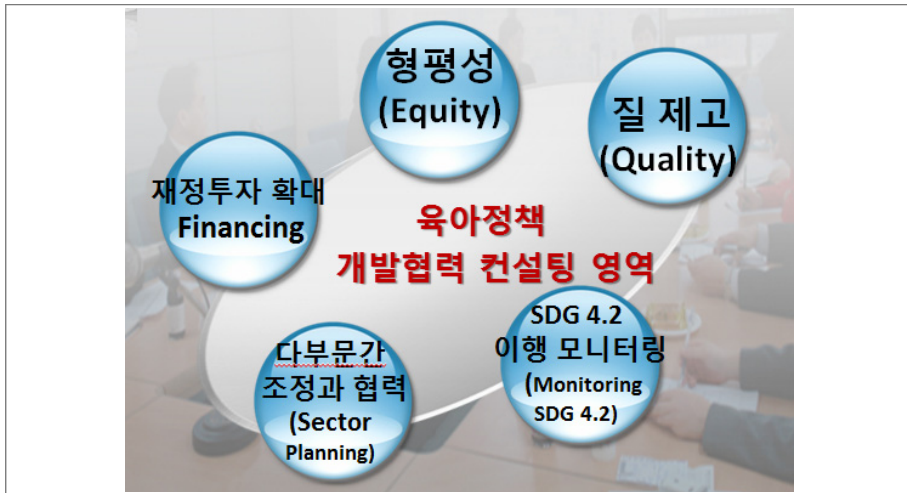 형평성
(Equity)
질 제고
(Quality)
재정투자 확대
Financing
육아정책
개발협력 컨설팅 영역
다부문간
조정과 협력
(Sector
Planning)
SDG 4.2
이행 모니터링
(Monitoring
SDG 4.2)